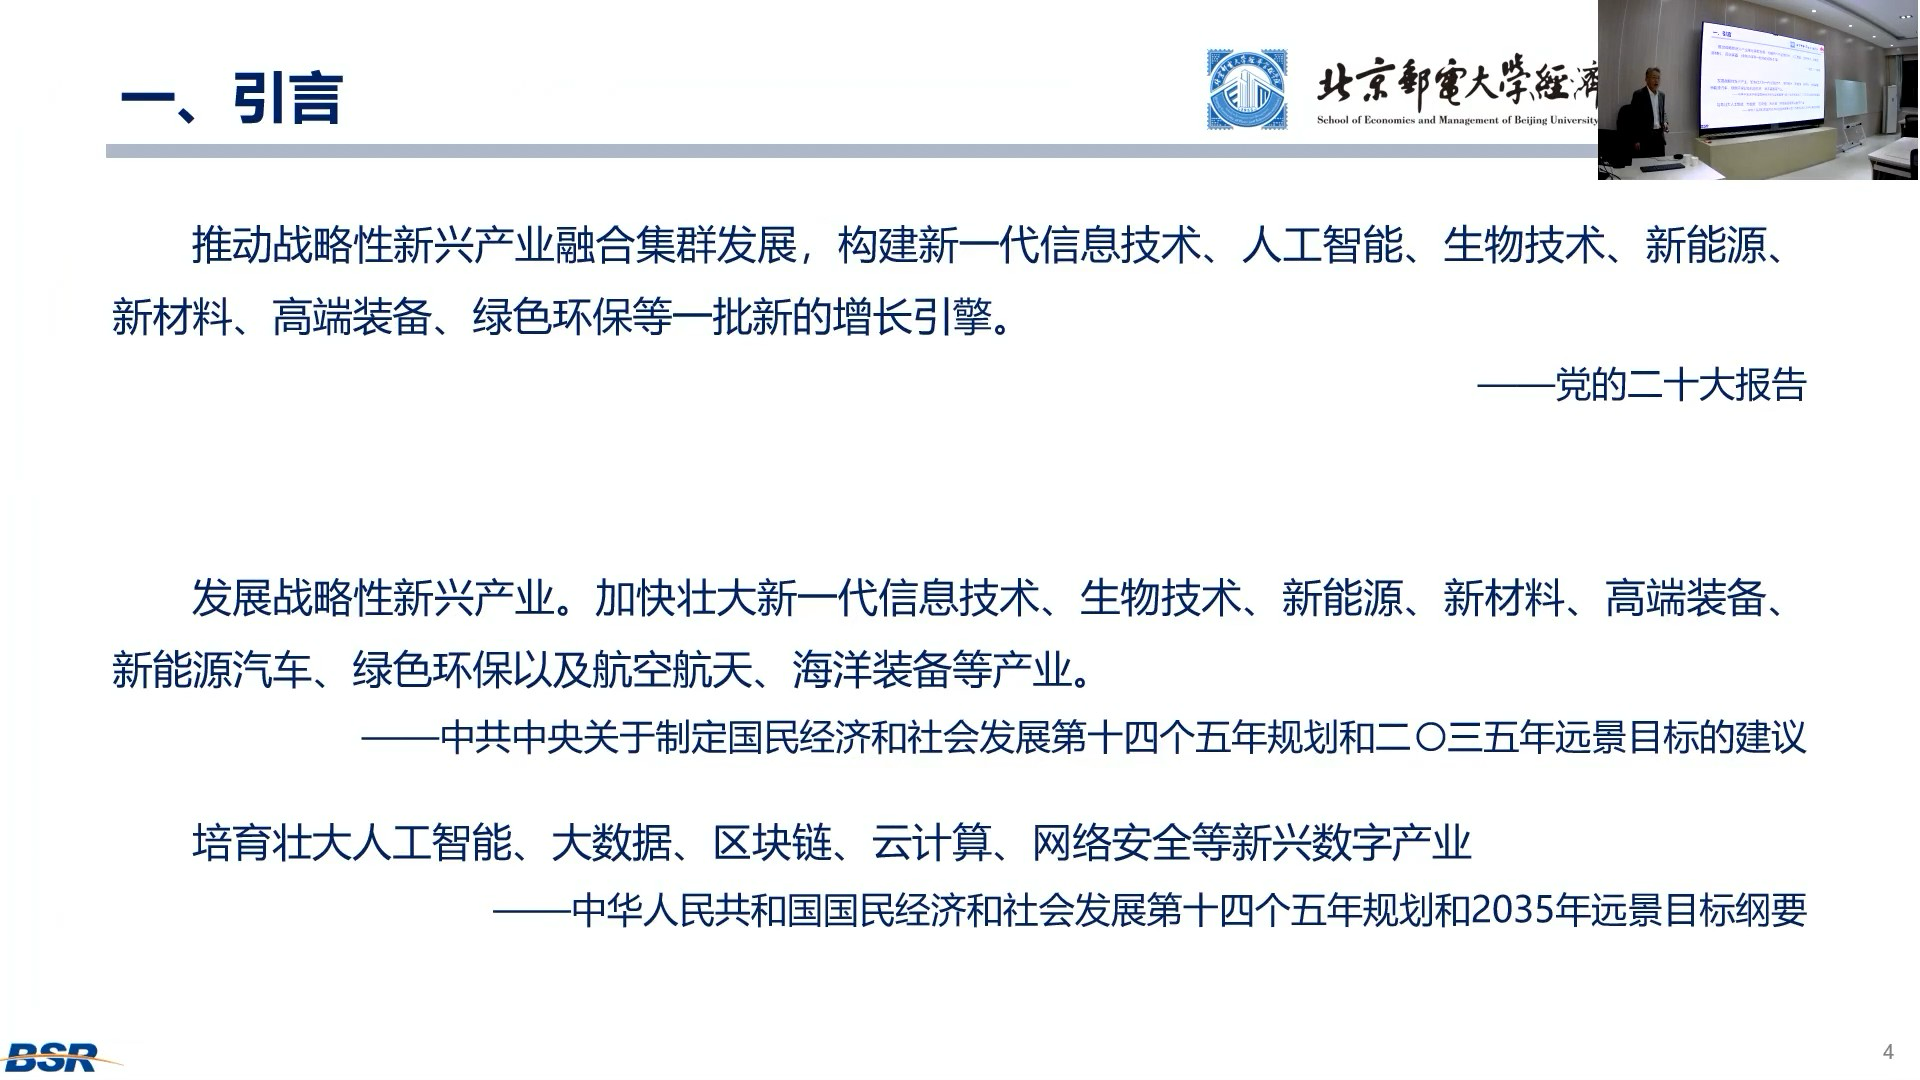 一、引言
北京郵電大學經濟
School of Economics and Management of Beijing University
推动战略性新兴产业融合集群发展，构建新一代信息技术、人工智能、生物技术、新能源、
新材料、高端装备、绿色环保等一批新的增长引擎。
——党的二十大报告
发展战略性新兴产业。加快壮大新一代信息技术、生物技术、新能源、新材料、高端装备、
新能源汽车、绿色环保以及航空航天、海洋装备等产业。
——中共中央关于制定国民经济和社会发展第十四个五年规划和二〇三五年远景目标的建议
培育壮大人工智能、大数据、区块链、云计算、网络安全等新兴数字产业
——中华人民共和国国民经济和社会发展第十四个五年规划和2035年远景目标纲要
BSR
4